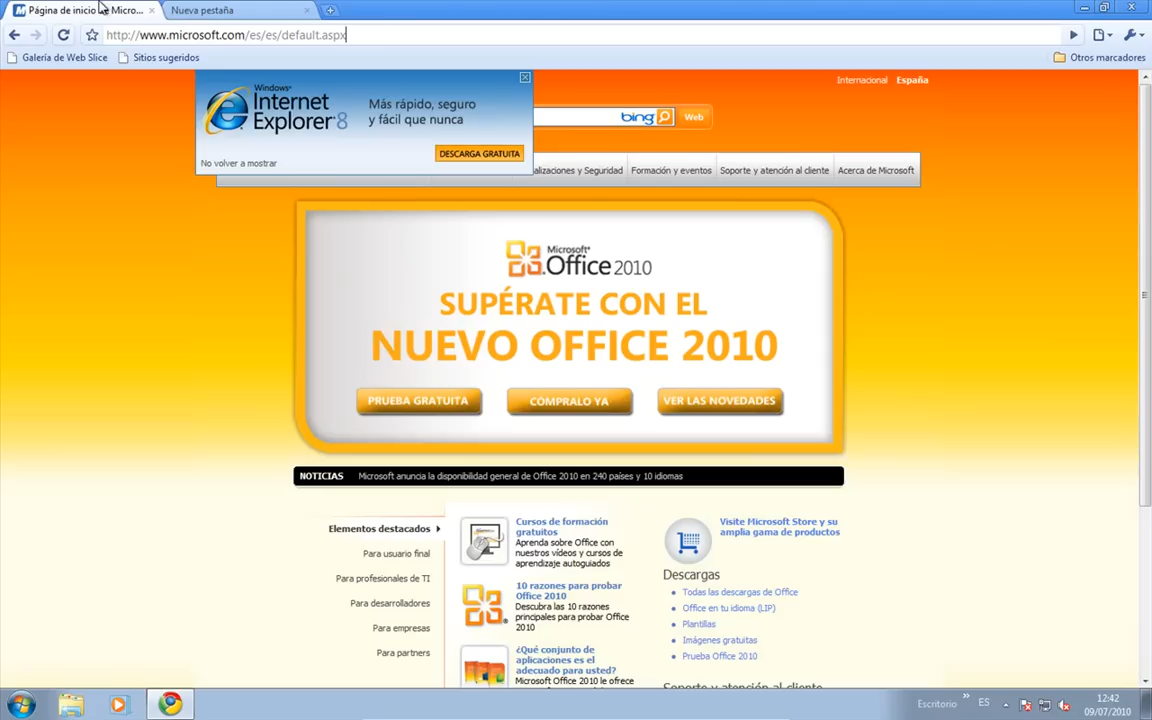 Página de inicio Micro...
Nueva pestaña
http://www.microsoft.com/es/es/default.aspx
Galería de Web Slice
Sitios sugeridos
Otros marcadores
Internacional
España
Windows®
Internet
Explorer 8
Más rápido, seguro
y fácil que nunca
DESCARGA GRATUITA
No volver a mostrar
bing
Web
alizaciones y Seguridad
Formación y eventos
Soporte y atención al cliente
Acerca de Microsoft
Microsoft®
Office 2010
SUPÉRATE CON EL
NUEVO OFFICE 2010
PRUEBA GRATUITA
CÓMPRALO YA
VER LAS NOVEDADES
NOTICIAS
Microsoft anuncia la disponibilidad general de Office 2010 en 240 países y 10 idiomas
Elementos destacados
Para usuario final
Para profesionales de TI
Para desarrolladores
Para empresas
Para partners
Cursos de formación
gratuitos
Aprenda sobre Office con
nuestros vídeos y cursos de
aprendizaje autoguiados
10 razones para probar
Office 2010
Descubra las 10 razones
principales para probar Office
2010
¿Qué conjunto de
aplicaciones es el
adecuado para usted?
Microsoft Office 2010 le ofrece
Visite Microsoft Store y su
amplia gama de productos
Descargas
Todas las descargas de Office
Office en tu idioma (LIP)
Plantillas
Imágenes gratuitas
Prueba Office 2010
Soporte y atención al cliente
Escritorio
ES
12:42
09/07/2010